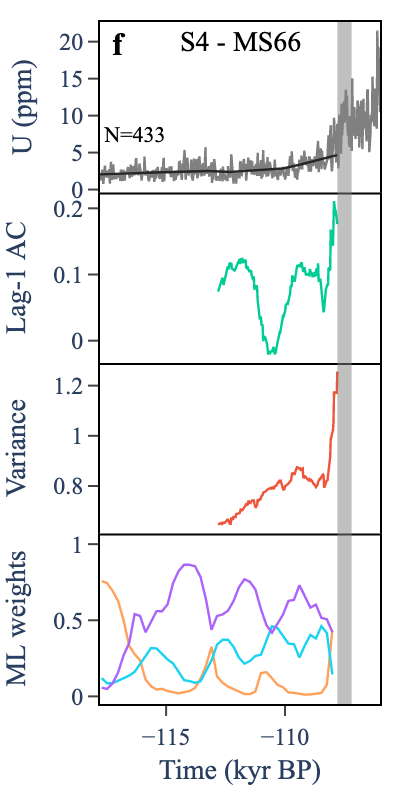 f S4 - MS66
U (ppm)
20
15
10
5
0
N=433
Lag-1 AC
0.2
0.1
0
Variance
1.2
1
0.8
ML weights
1
0.5
0
−115 −110
Time (kyr BP)